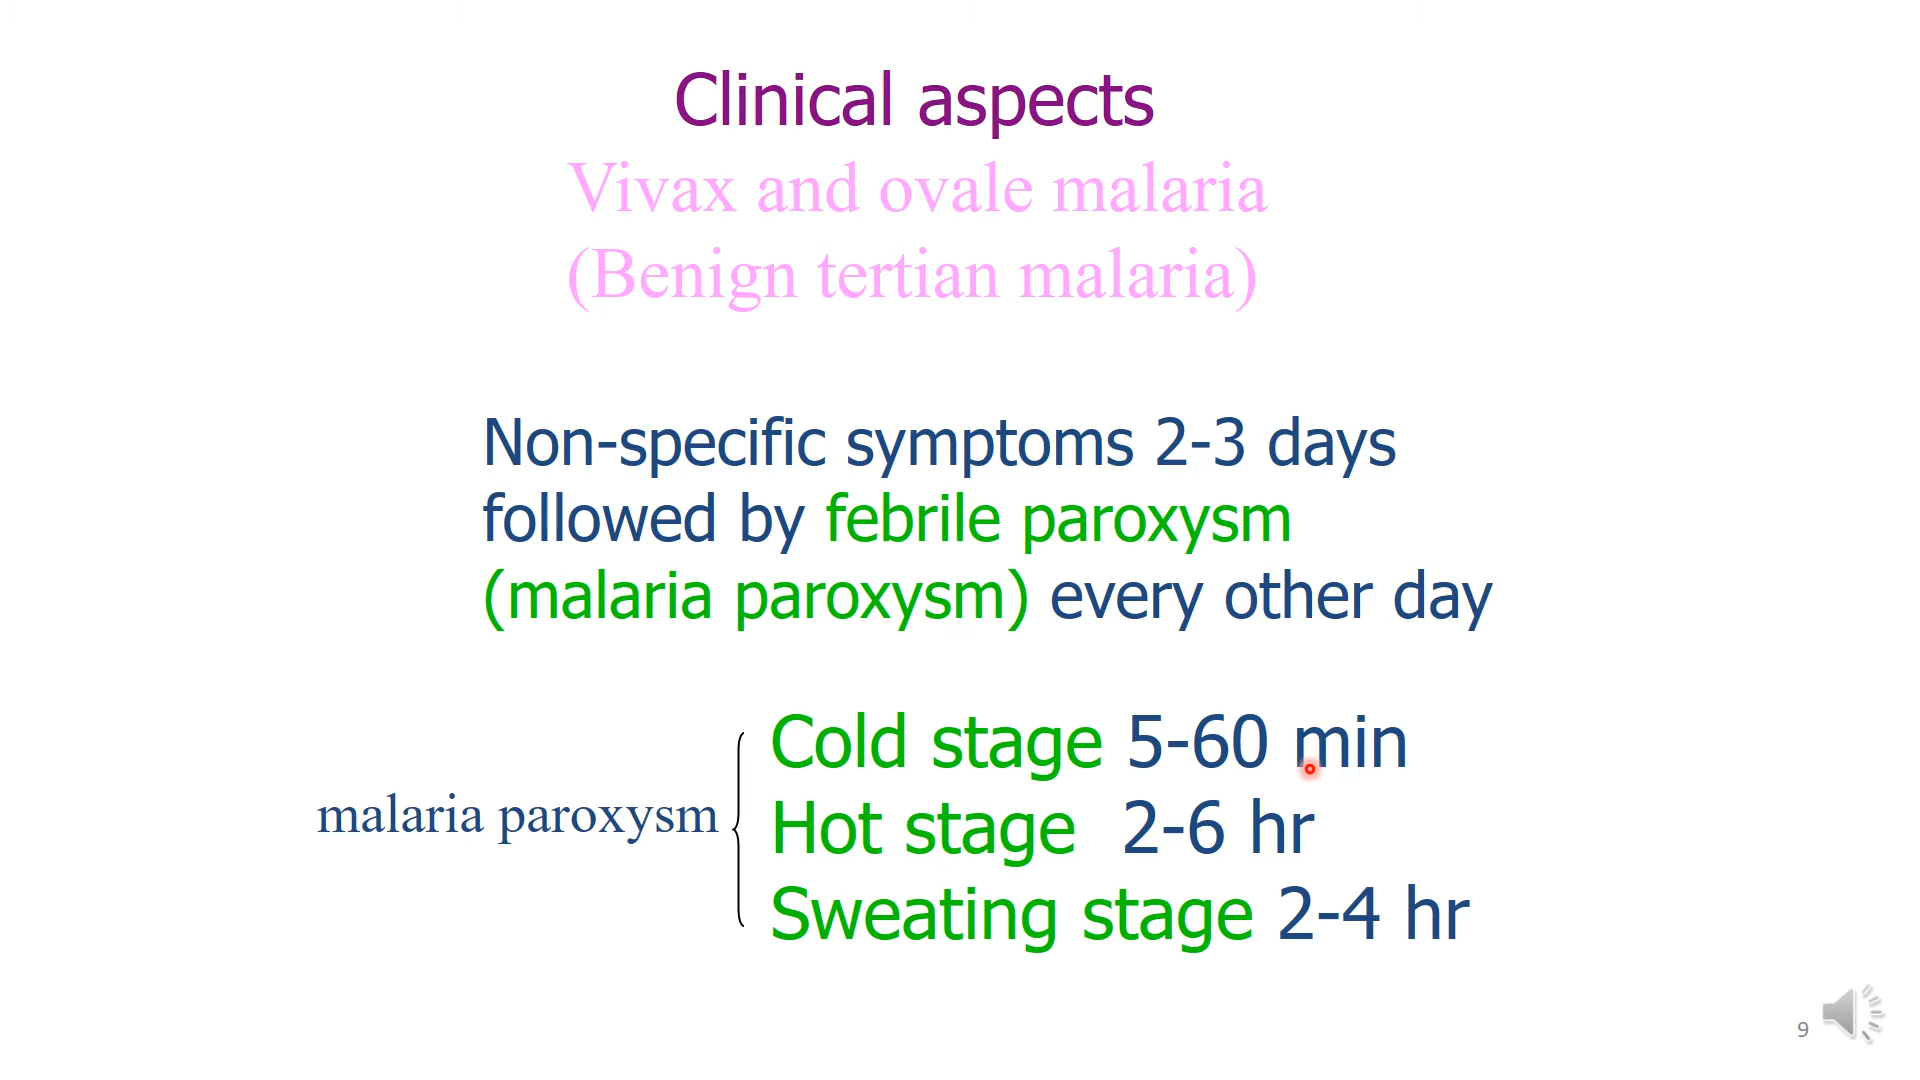 Clinical aspects
Vivax and ovale malaria
(Benign tertian malaria)
Non-specific symptoms 2-3 days
followed by febrile paroxysm
(malaria paroxysm) every other day
malaria paroxysm
Cold stage 5-60 min
Hot stage 2-6 hr
Sweating stage 2-4 hr
9